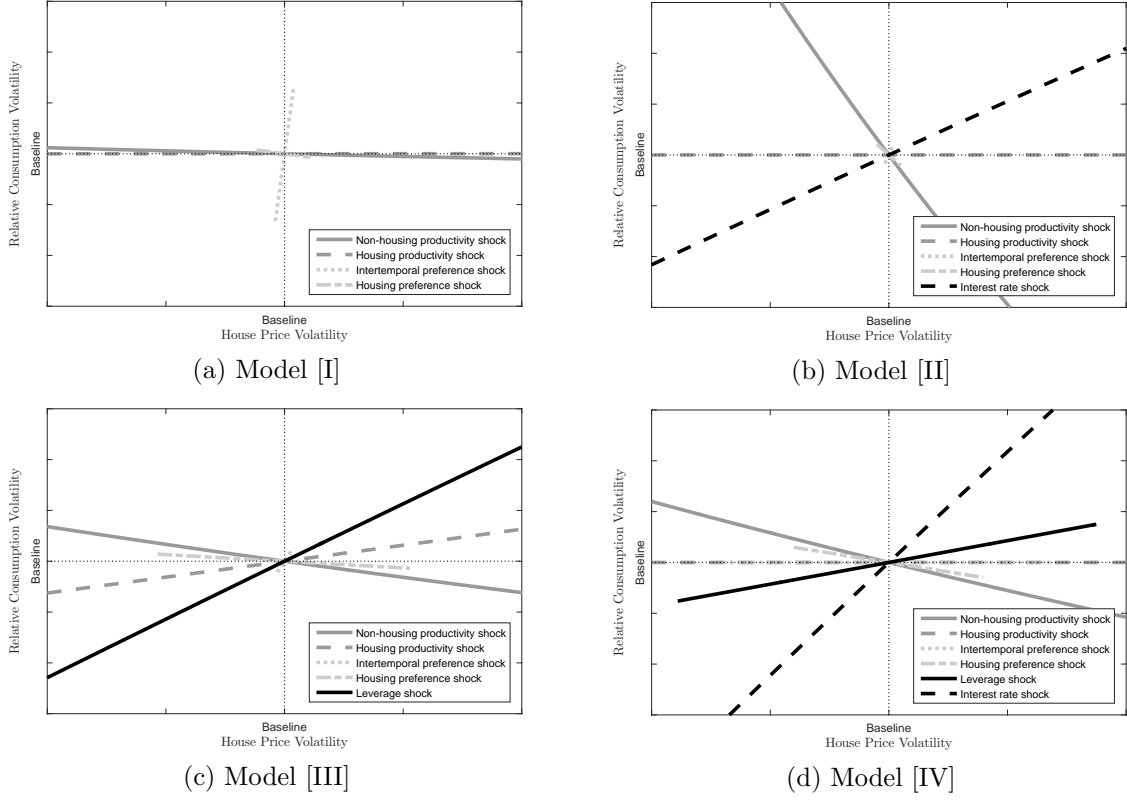 Relative Consumption Volatility
Baseline
Non-housing productivity shock
Housing productivity shock
Intertemporal preference shock
Housing preference shock
Baseline
House Price Volatility
(a) Model [I]
Relative Consumption Volatility
Baseline
Non-housing productivity shock
Housing productivity shock
Intertemporal preference shock
Housing preference shock
Interest rate shock
Baseline
House Price Volatility
(b) Model [II]
Relative Consumption Volatility
Baseline
Non-housing productivity shock
Housing productivity shock
Intertemporal preference shock
Housing preference shock
Leverage shock
Baseline
House Price Volatility
(c) Model [III]
Relative Consumption Volatility
Baseline
Non-housing productivity shock
Housing productivity shock
Intertemporal preference shock
Housing preference shock
Leverage shock
Interest rate shock
Baseline
House Price Volatility
(d) Model [IV]